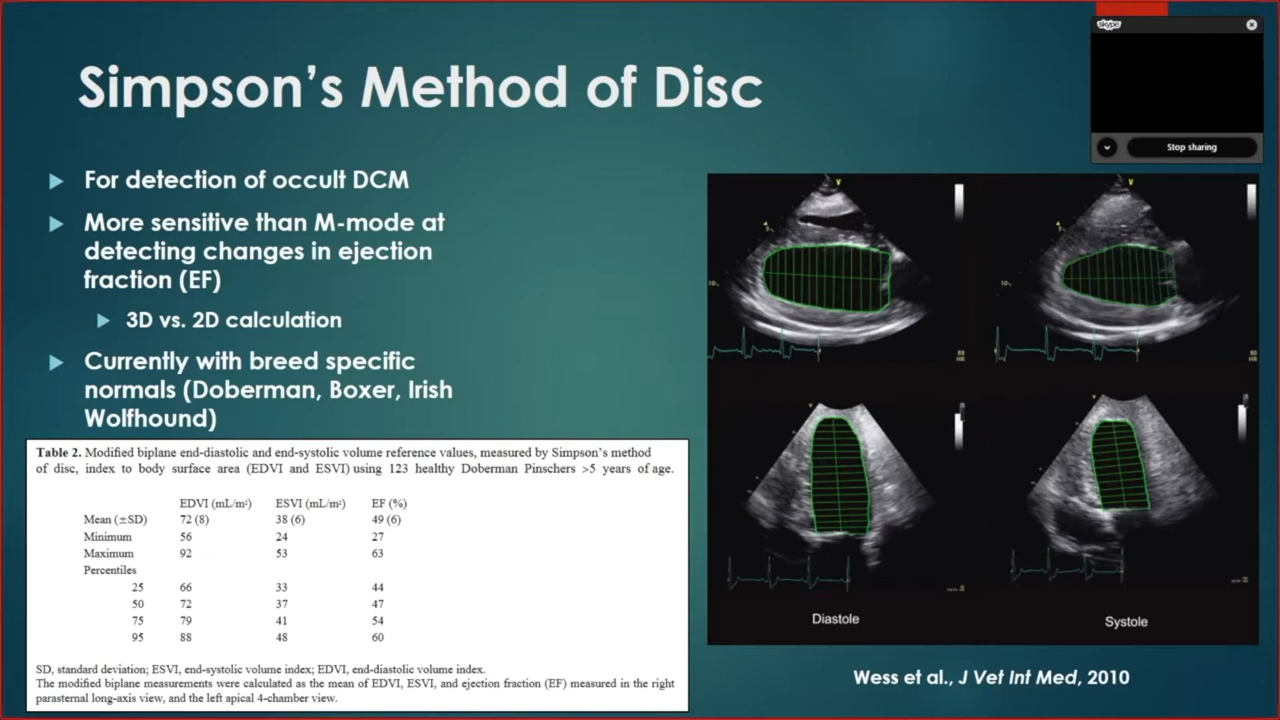 skype
Stop sharing
Simpson's Method of Disc
For detection of occult DCM
More sensitive than M-mode at
detecting changes in ejection
fraction (EF)
3D vs. 2D calculation
Currently with breed specific
normals (Doberman, Boxer, Irish
Wolfhound)
Table 2. Modified biplane end-diastolic and end-systolic volume reference values, measured by Simpson's method
of disc, index to body surface area (EDVI and ESVI) using 123 healthy Doberman Pinschers >5 years of age.
EDVI (mL/m²) ESVI (mL/m²) EF (%)
Mean (±SD) 72 (8) 38 (6) 49 (6)
Minimum 56 24 27
Maximum 92 53 63
Percentiles
25 66 33 44
50 72 37 47
75 79 41 54
95 88 48 60
SD, standard deviation; ESVI, end-systolic volume index; EDVI, end-diastolic volume index.
The modified biplane measurements were calculated as the mean of EDVI, ESVI, and ejection fraction (EF) measured in the right
parasternal long-axis view, and the left apical 4-chamber view.
V
V
10
10
HR
HR
Diastole
Systole
Wess et al., J Vet Int Med, 2010